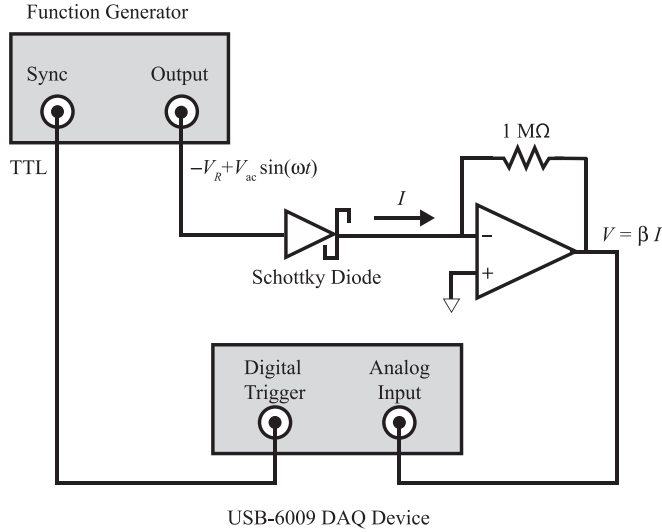 Function Generator
Sync
Output
TTL
−V_R+V_ac sin(ωt)
I
1 MΩ
−
+
V = β I
Schottky Diode
Digital
Trigger
Analog
Input
USB-6009 DAQ Device